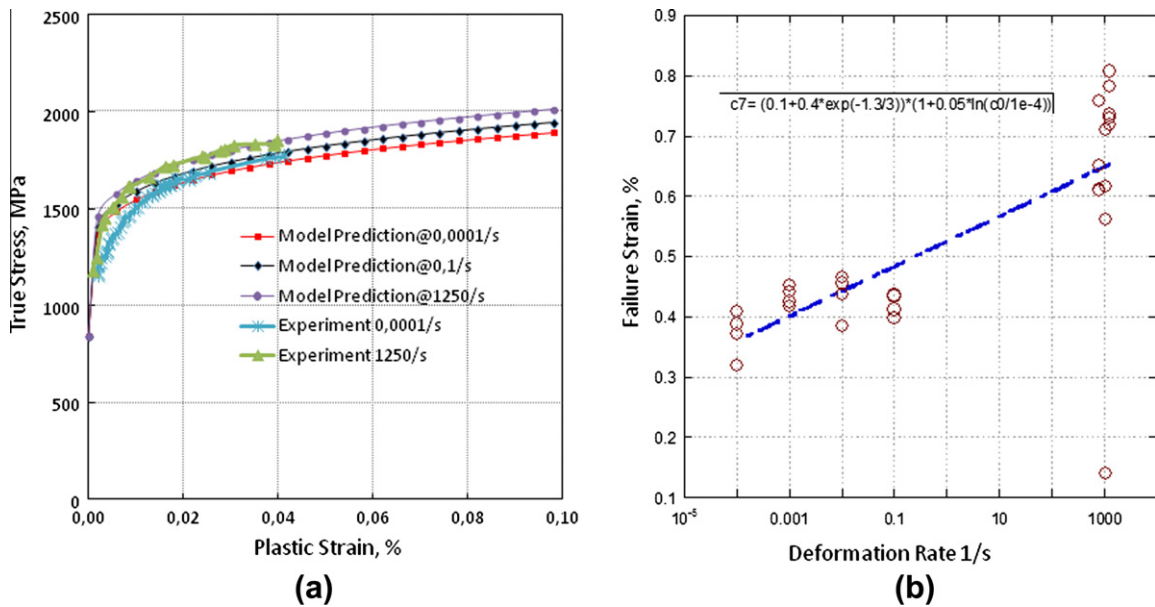 2500
2000
1500
1000
500
0
True Stress, MPa
Model Prediction@0,0001/s
Model Prediction@0,1/s
Model Prediction@1250/s
Experiment 0,0001/s
Experiment 1250/s
0,00 0,02 0,04 0,06 0,08 0,10
Plastic Strain, %
(a)
0.9
0.8
0.7
0.6
0.5
0.4
0.3
0.2
0.1
Failure Strain, %
c7= (0.1+0.4*exp(-1.3/3))*(1+0.05*ln(c0/1e-4))
10⁻⁵ 0.001 0.1 10 1000
Deformation Rate 1/s
(b)